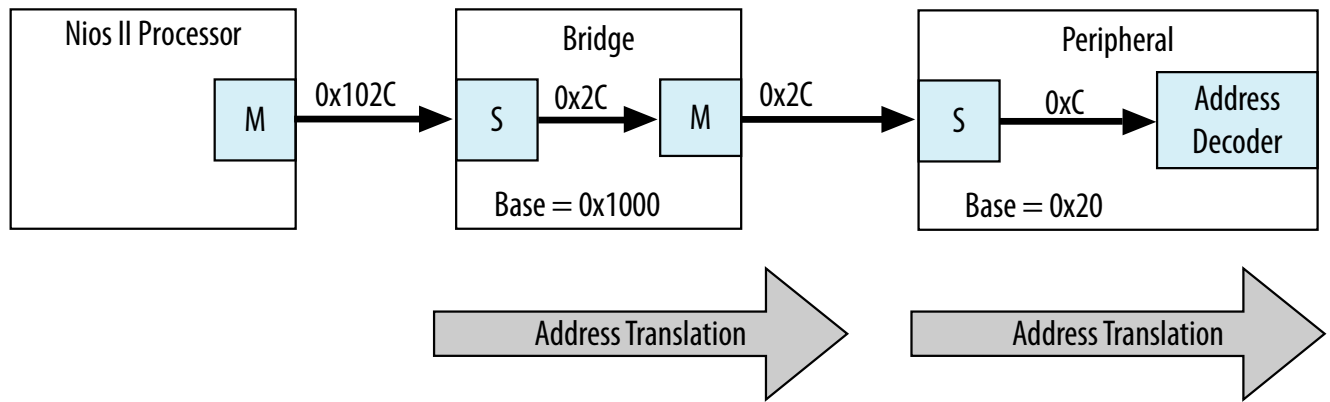 Nios II Processor
M
0x102C
Bridge
S
0x2C
M
Base = 0x1000
0x2C
Peripheral
S
0xC
Address
Decoder
Base = 0x20
Address Translation
Address Translation